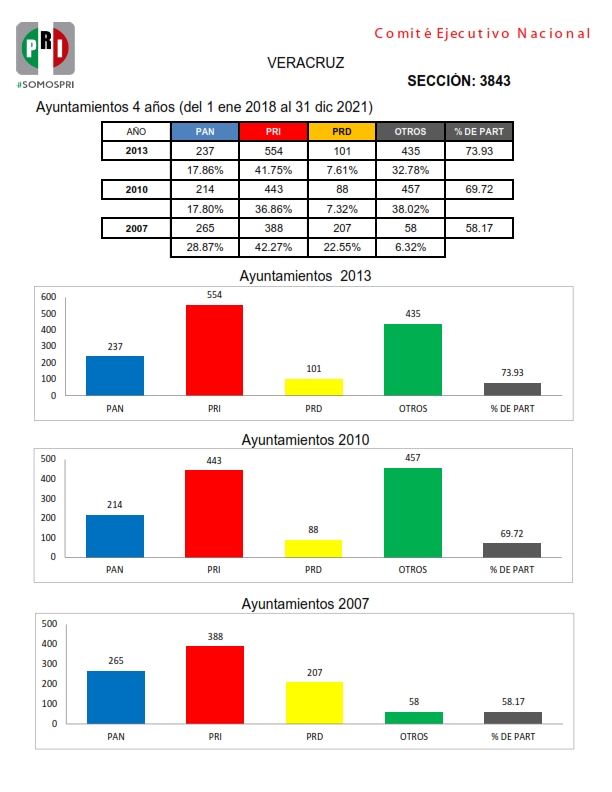 Comité Ejecutivo Nacional
PRI
#SOMOSPRI
VERACRUZ
SECCIÓN: 3843
Ayuntamientos 4 años (del 1 ene 2018 al 31 dic 2021)
AÑO PAN PRI PRD OTROS % DE PART
2013 237 554 101 435 73.93
17.86% 41.75% 7.61% 32.78%
2010 214 443 88 457 69.72
17.80% 36.86% 7.32% 38.02%
2007 265 388 207 58 58.17
28.87% 42.27% 22.55% 6.32%
Ayuntamientos 2013
600
500
400
300
200
100
0
237 554 101 435 73.93
PAN PRI PRD OTROS % DE PART
Ayuntamientos 2010
500
400
300
200
100
0
214 443 88 457 69.72
PAN PRI PRD OTROS % DE PART
Ayuntamientos 2007
500
400
300
200
100
0
265 388 207 58 58.17
PAN PRI PRD OTROS % DE PART